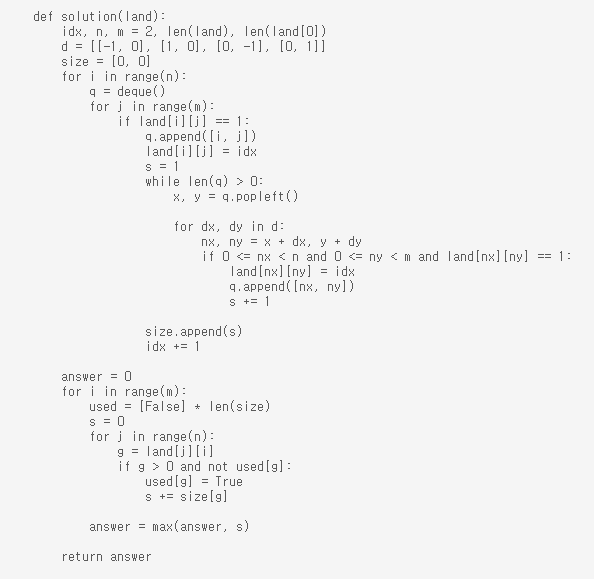 def solution(land):
    idx, n, m = 2, len(land), len(land[0])
    d = [[-1, 0], [1, 0], [0, -1], [0, 1]]
    size = [0, 0]
    for i in range(n):
        q = deque()
        for j in range(m):
            if land[i][j] == 1:
                q.append([i, j])
                land[i][j] = idx
                s = 1
                while len(q) > 0:
                    x, y = q.popleft()

                    for dx, dy in d:
                        nx, ny = x + dx, y + dy
                        if 0 <= nx < n and 0 <= ny < m and land[nx][ny] == 1:
                            land[nx][ny] = idx
                            q.append([nx, ny])
                            s += 1

                size.append(s)
                idx += 1

    answer = 0
    for i in range(m):
        used = [False] * len(size)
        s = 0
        for j in range(n):
            g = land[j][i]
            if g > 0 and not used[g]:
                used[g] = True
                s += size[g]

        answer = max(answer, s)

    return answer